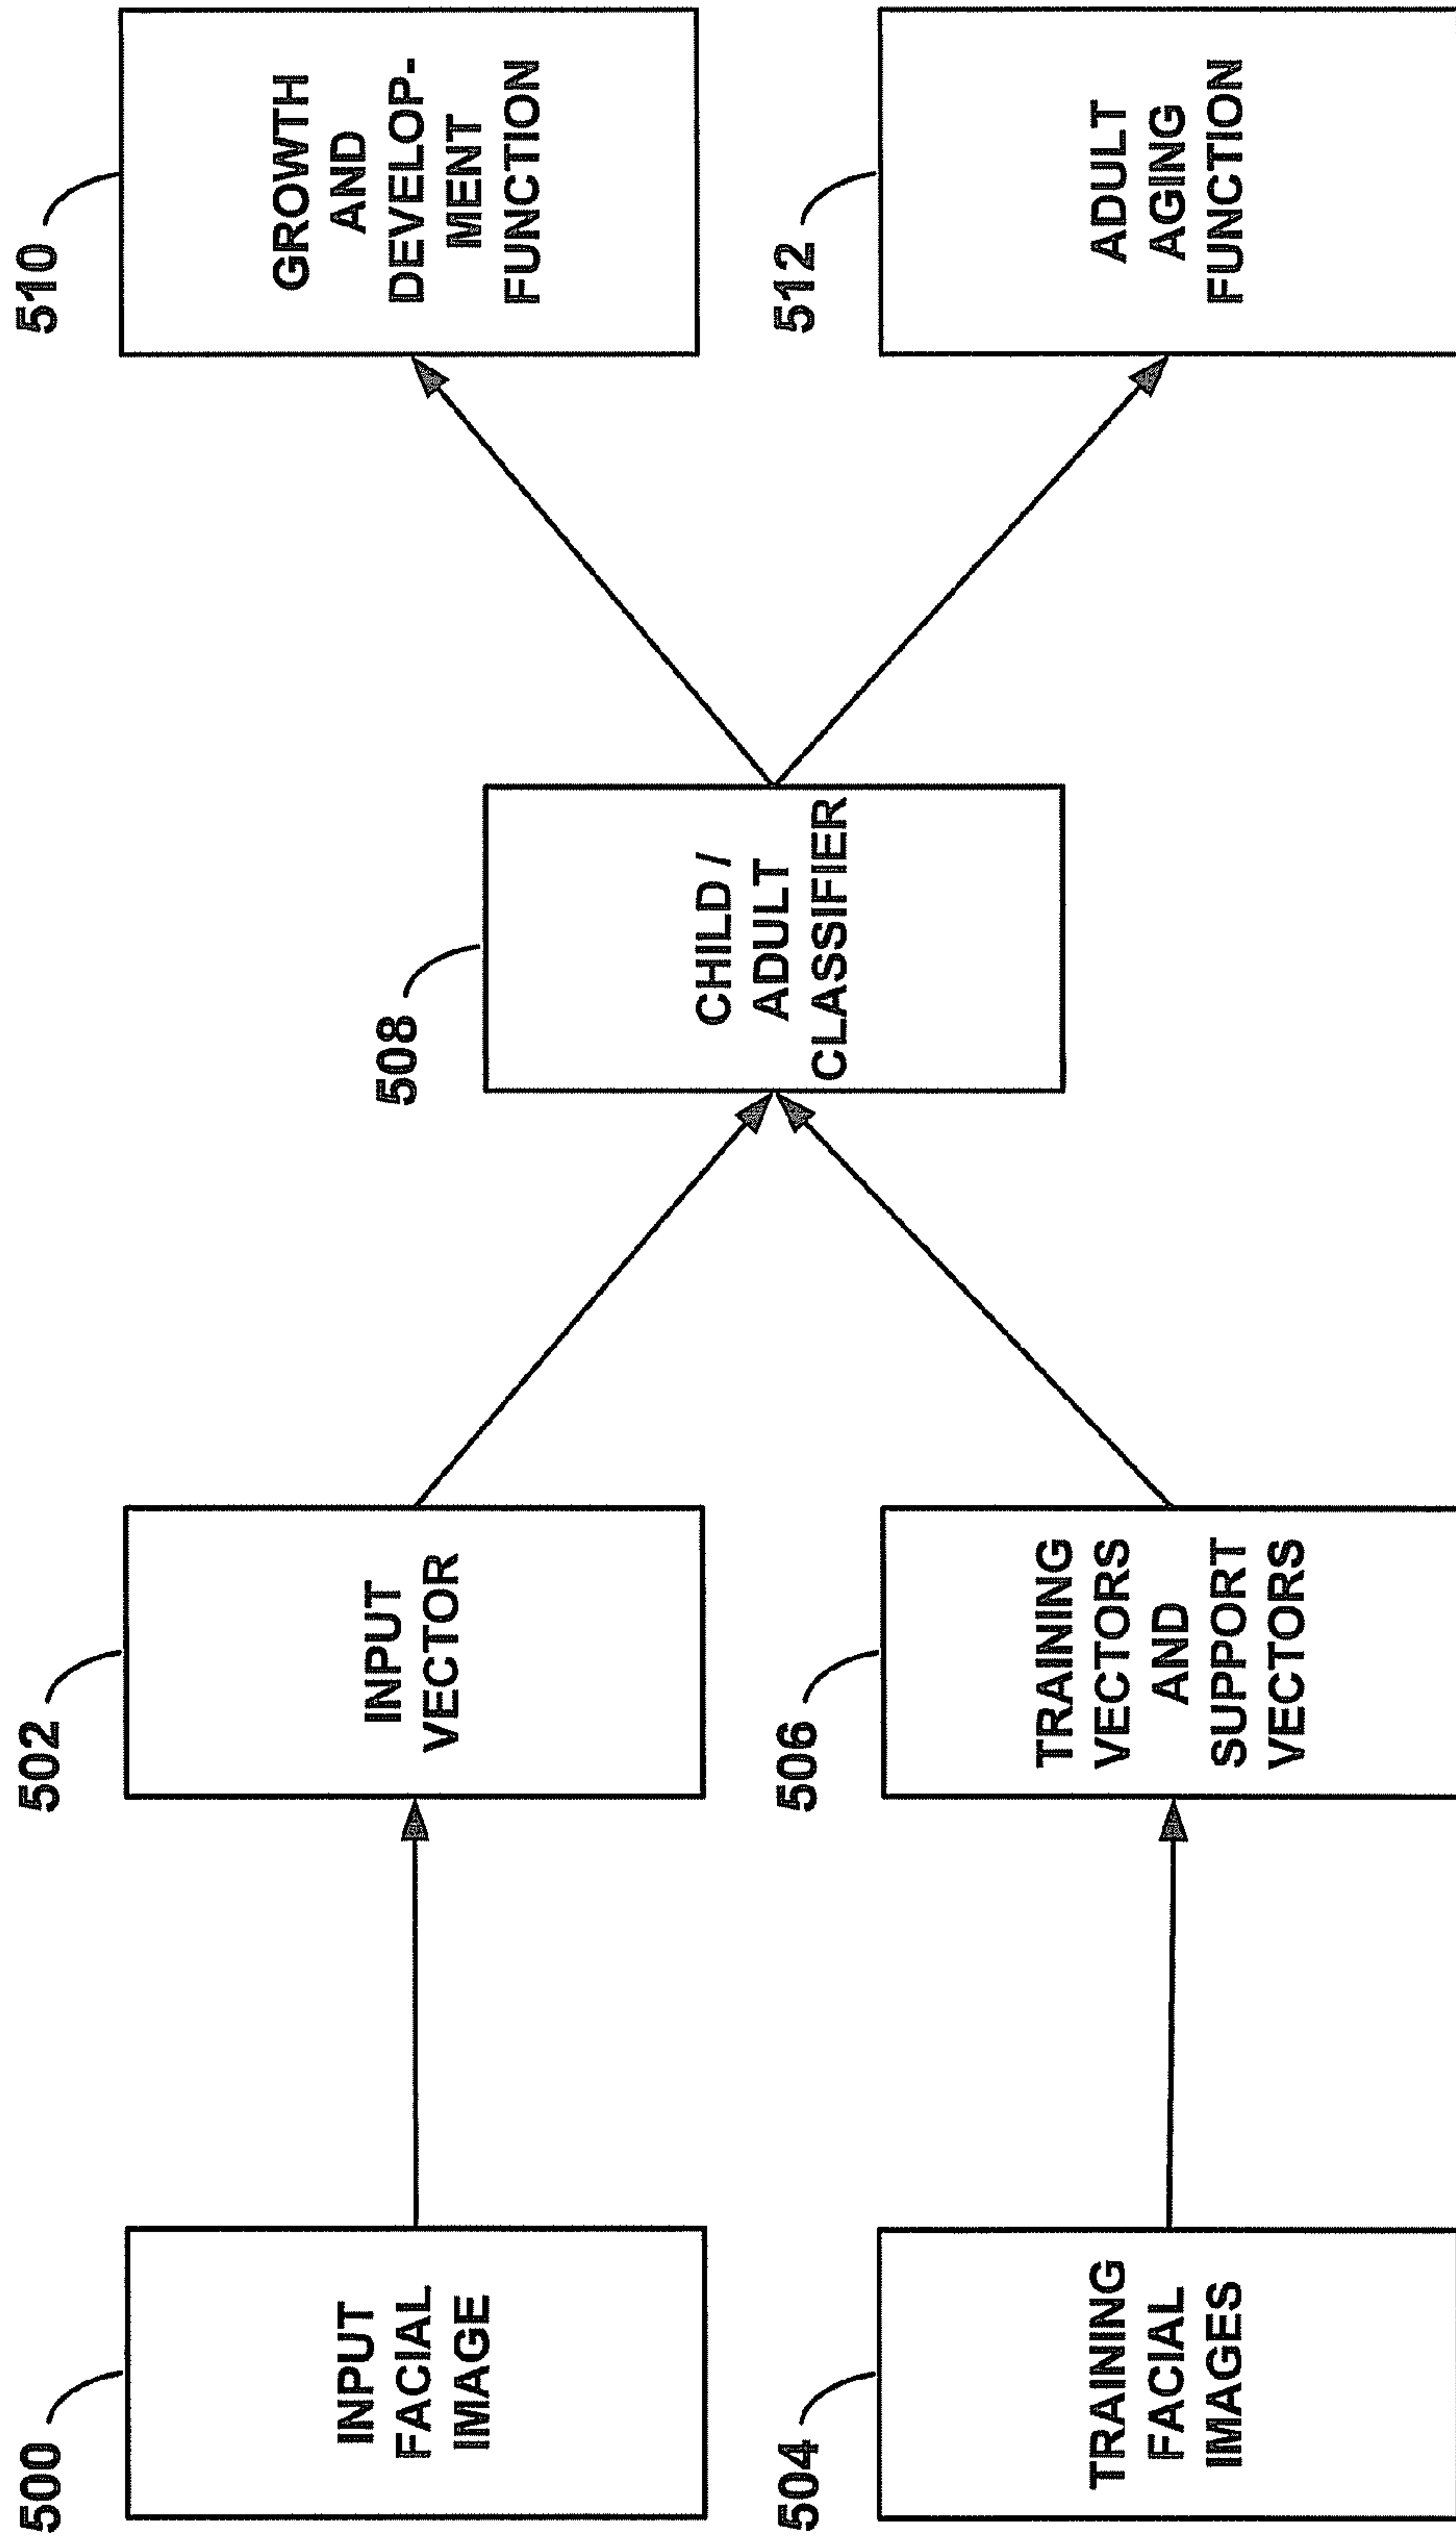 500
INPUT
FACIAL
IMAGE
502
INPUT
VECTOR
504
TRAINING
FACIAL
IMAGES
506
TRAINING
VECTORS
AND
SUPPORT
VECTORS
508
CHILD /
ADULT
CLASSIFIER
510
GROWTH
AND
DEVELOP-
MENT
FUNCTION
512
ADULT
AGING
FUNCTION